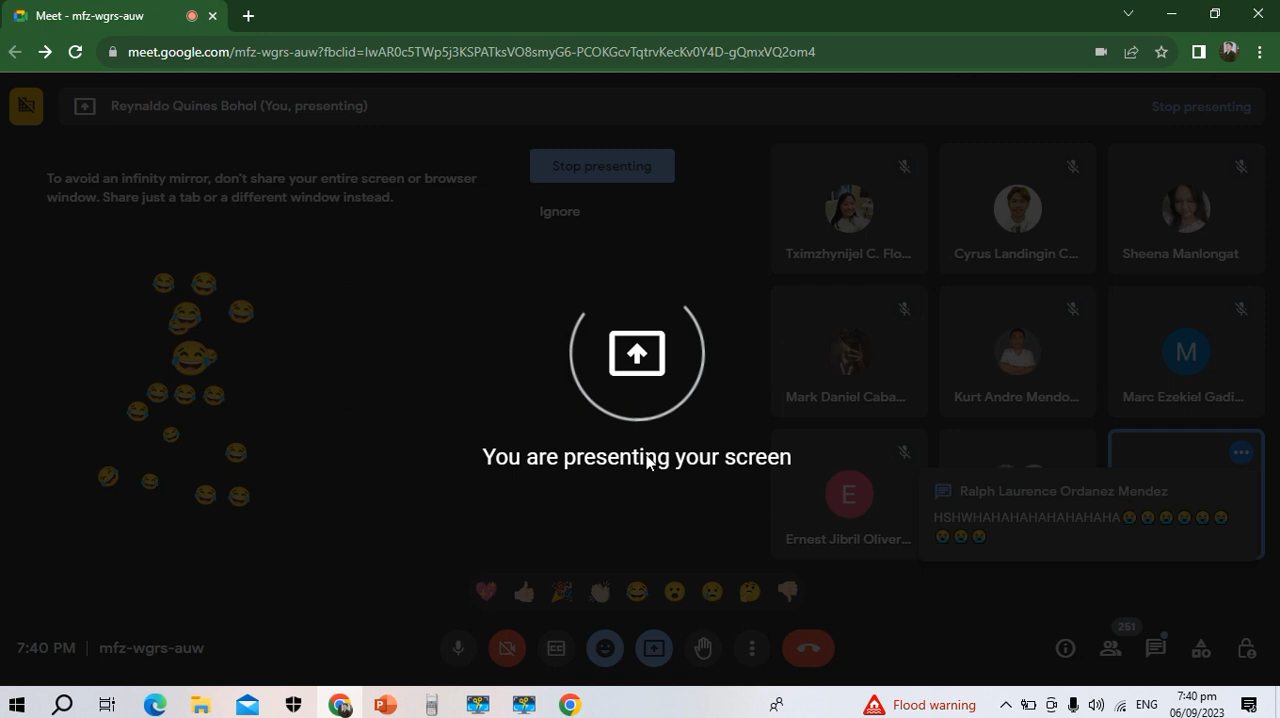 Meet - mfz-wgrs-auw
meet.google.com/mfz-wgrs-auw?fbclid=IwAR0c5TWp5j3KSPATksVO8smyG6-PCOKGcvTqtrvKecKv0Y4D-gQmxVQ2om4
Reynaldo Quines Bohol (You, presenting)
Stop presenting
To avoid an infinity mirror, don't share your entire screen or browser
window. Share just a tab or a different window instead.
Stop presenting
Ignore
Tximzhynijel C. Flo...
Cyrus Landingin C...
Sheena Manlongat
Mark Daniel Caba...
Kurt Andre Mendo...
M
Marc Ezekiel Gadi...
You are presenting your screen
E
Ernest Jibril Oliver...
Ralph Laurence Ordanez Mendez
HSHWHAHAHAHAHAHAHA😭😭😭😭😭😭
😭😭😭
7:40 PM | mfz-wgrs-auw
251
Flood warning
ENG
7:40 pm
06/09/2023